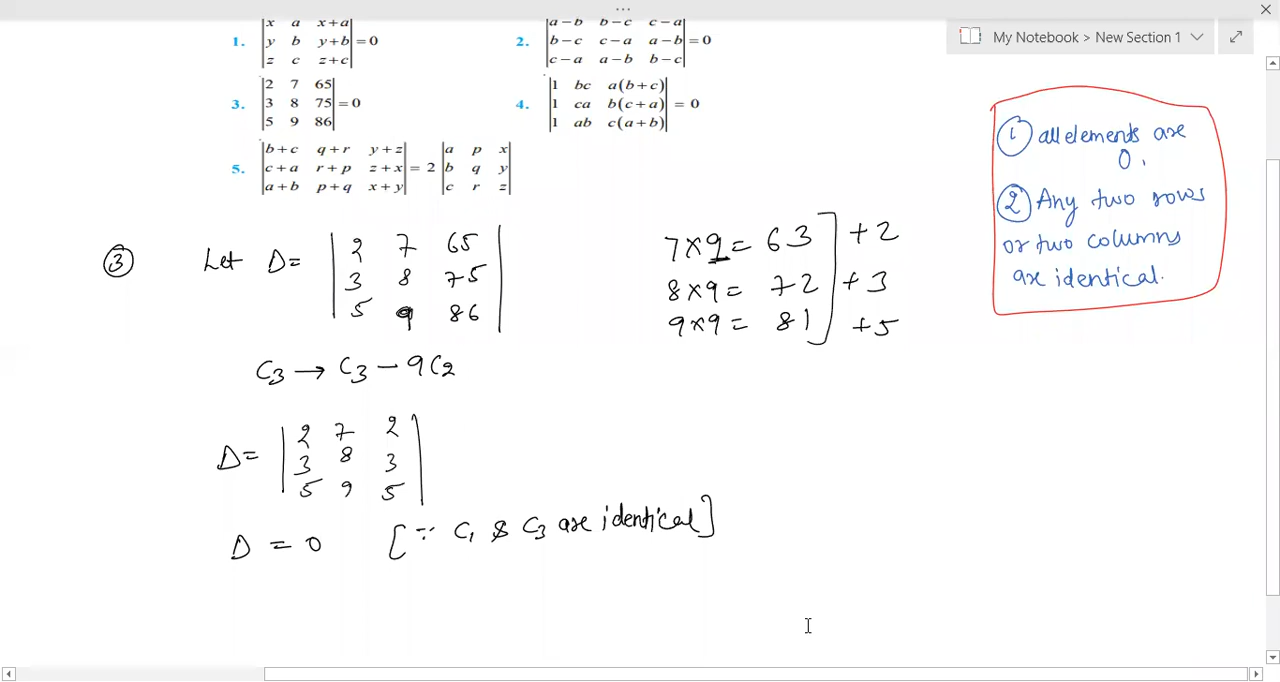 My Notebook > New Section 1
1. |x a x+a| 2. |a−b b−c c−a|
|y b y+b| = 0 |b−c c−a a−b| = 0
|z c z+c| |c−a a−b b−c|
3. |2 7 65| 4. |1 bc a(b+c)|
|3 8 75| = 0 |1 ca b(c+a)| = 0
|5 9 86| |1 ab c(a+b)|
5. |b+c q+r y+z| |a p x|
|c+a r+p z+x| = 2 |b q y|
|a+b p+q x+y| |c r z|
① all elements are
0.
② Any two rows
or two columns
are identical.
③ Let Δ = |2 7 65|
|3 8 75|
|5 9 86|
7×9 = 63 ] +2
8×9 = 72 ] +3
9×9 = 81 ] +5
C3 → C3 − 9C2
Δ = |2 7 2|
|3 8 3|
|5 9 5|
Δ = 0 [∵ C1 & C3 are identical]